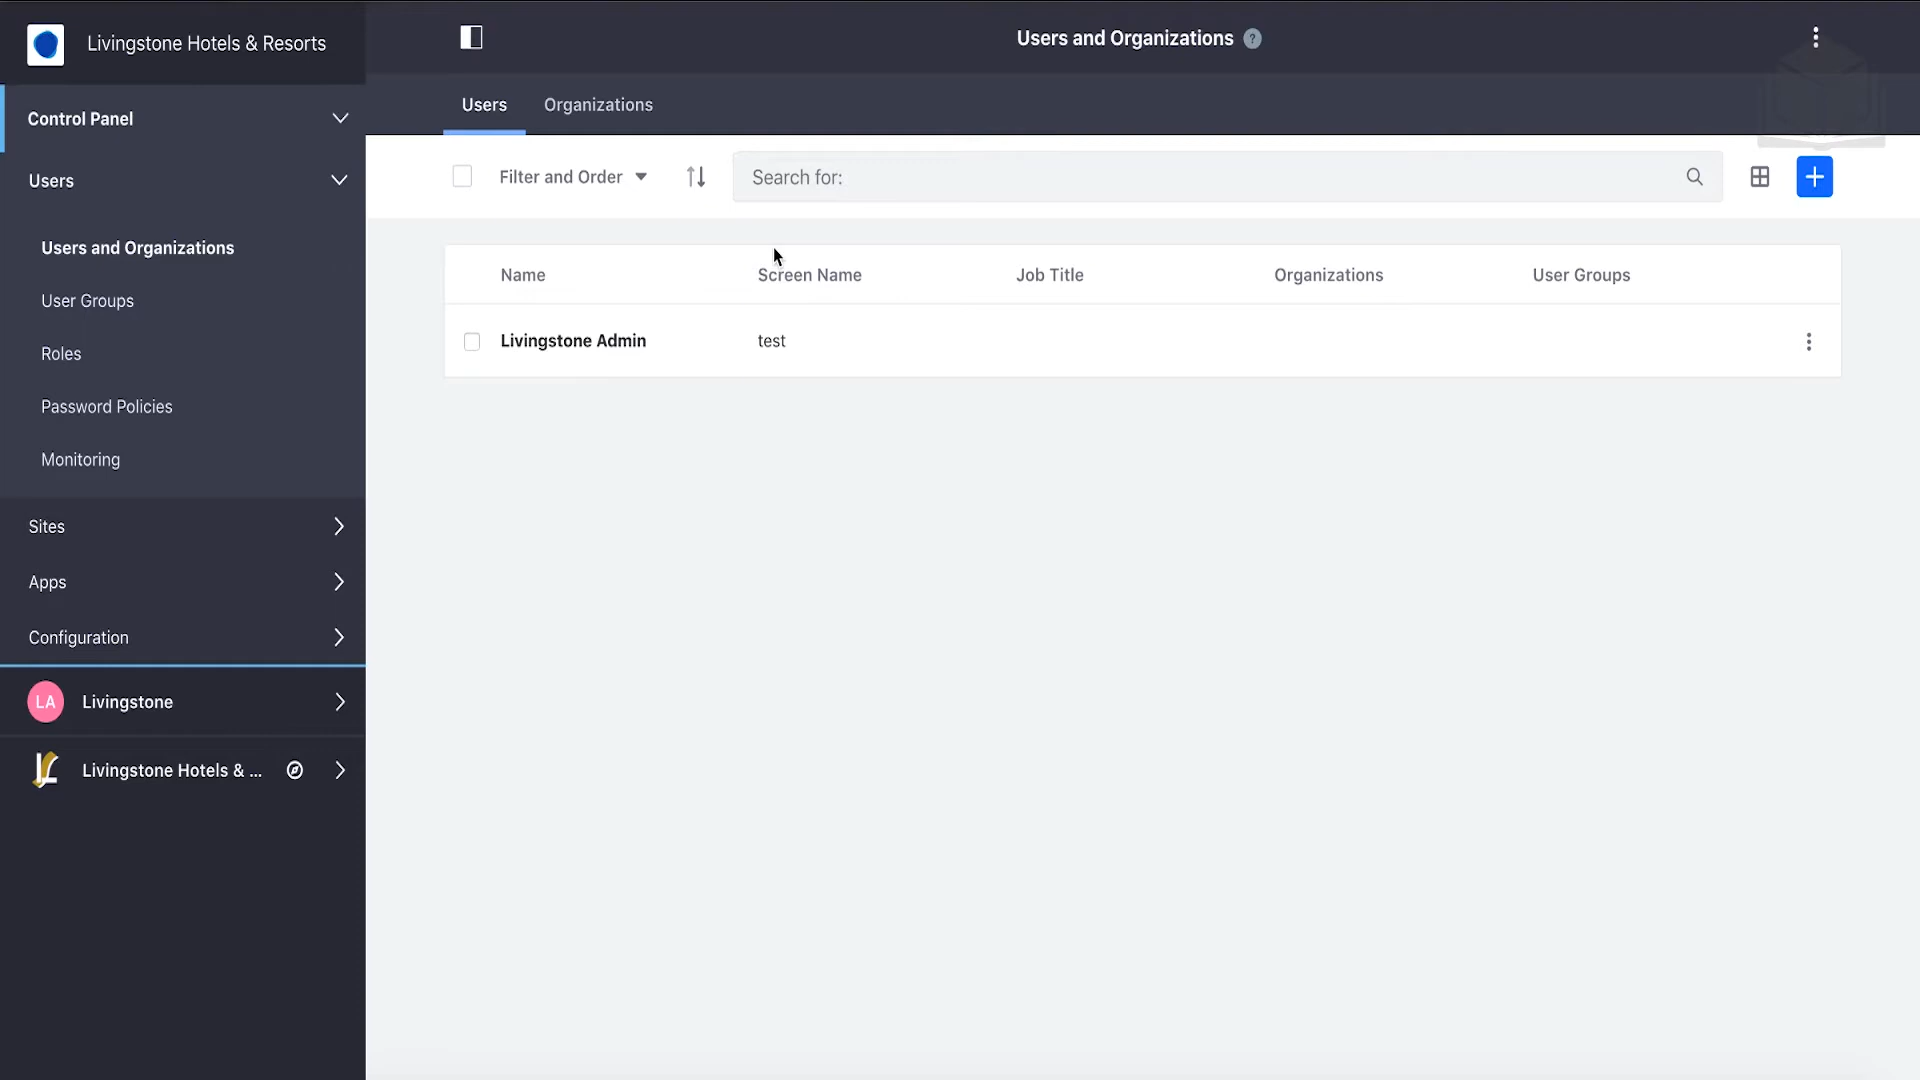 Livingstone Hotels & Resorts
Users and Organizations ?
Control Panel
Users
Users and Organizations
User Groups
Roles
Password Policies
Monitoring
Sites
Apps
Configuration
LA Livingstone
Livingstone Hotels & ...
Users Organizations
Filter and Order Search for:
Name Screen Name Job Title Organizations User Groups
Livingstone Admin test